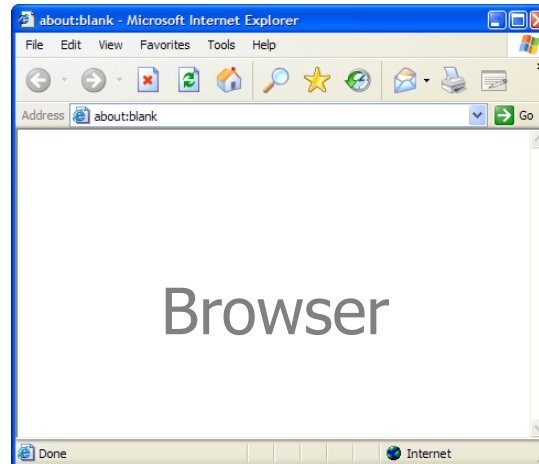 about:blank - Microsoft Internet Explorer
File Edit View Favorites Tools Help
Address about:blank Go
Browser
Done Internet